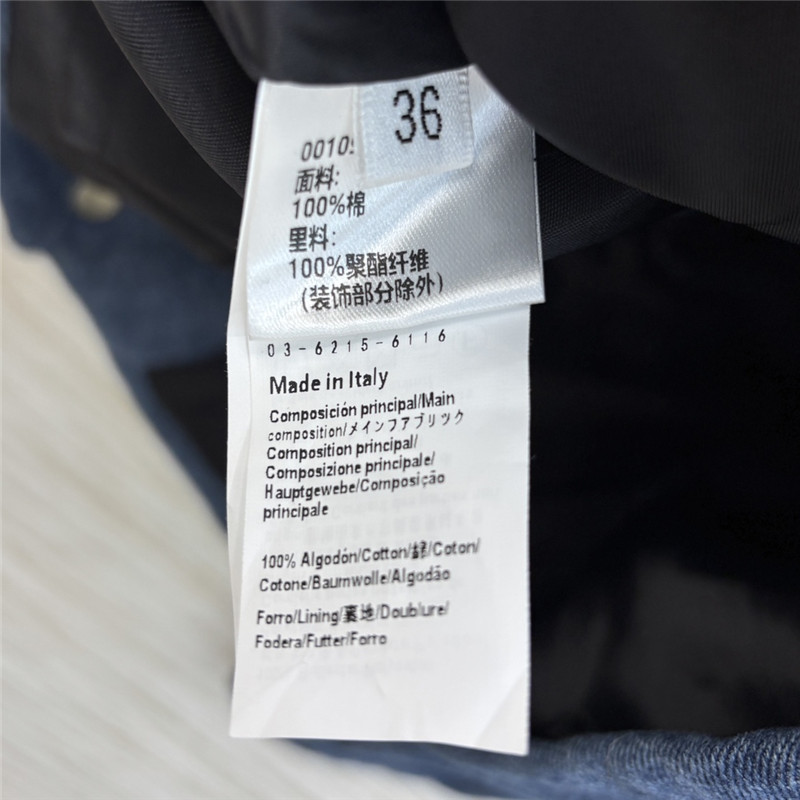 36
0010
面料:
100%棉
里料:
100%聚酯纤维
(装饰部分除外)
03-6215-6116
Made in Italy
Composición principal/Main
composition/メインファブリック
Composition principal/
Composizione principale/
Hauptgewebe/Composição
principale
100% Algodón/Cotton/綿/Coton/
Cotone/Baumwolle/Algodão
Forro/Lining/裏地/Doublure/
Fodera/Futter/Forro